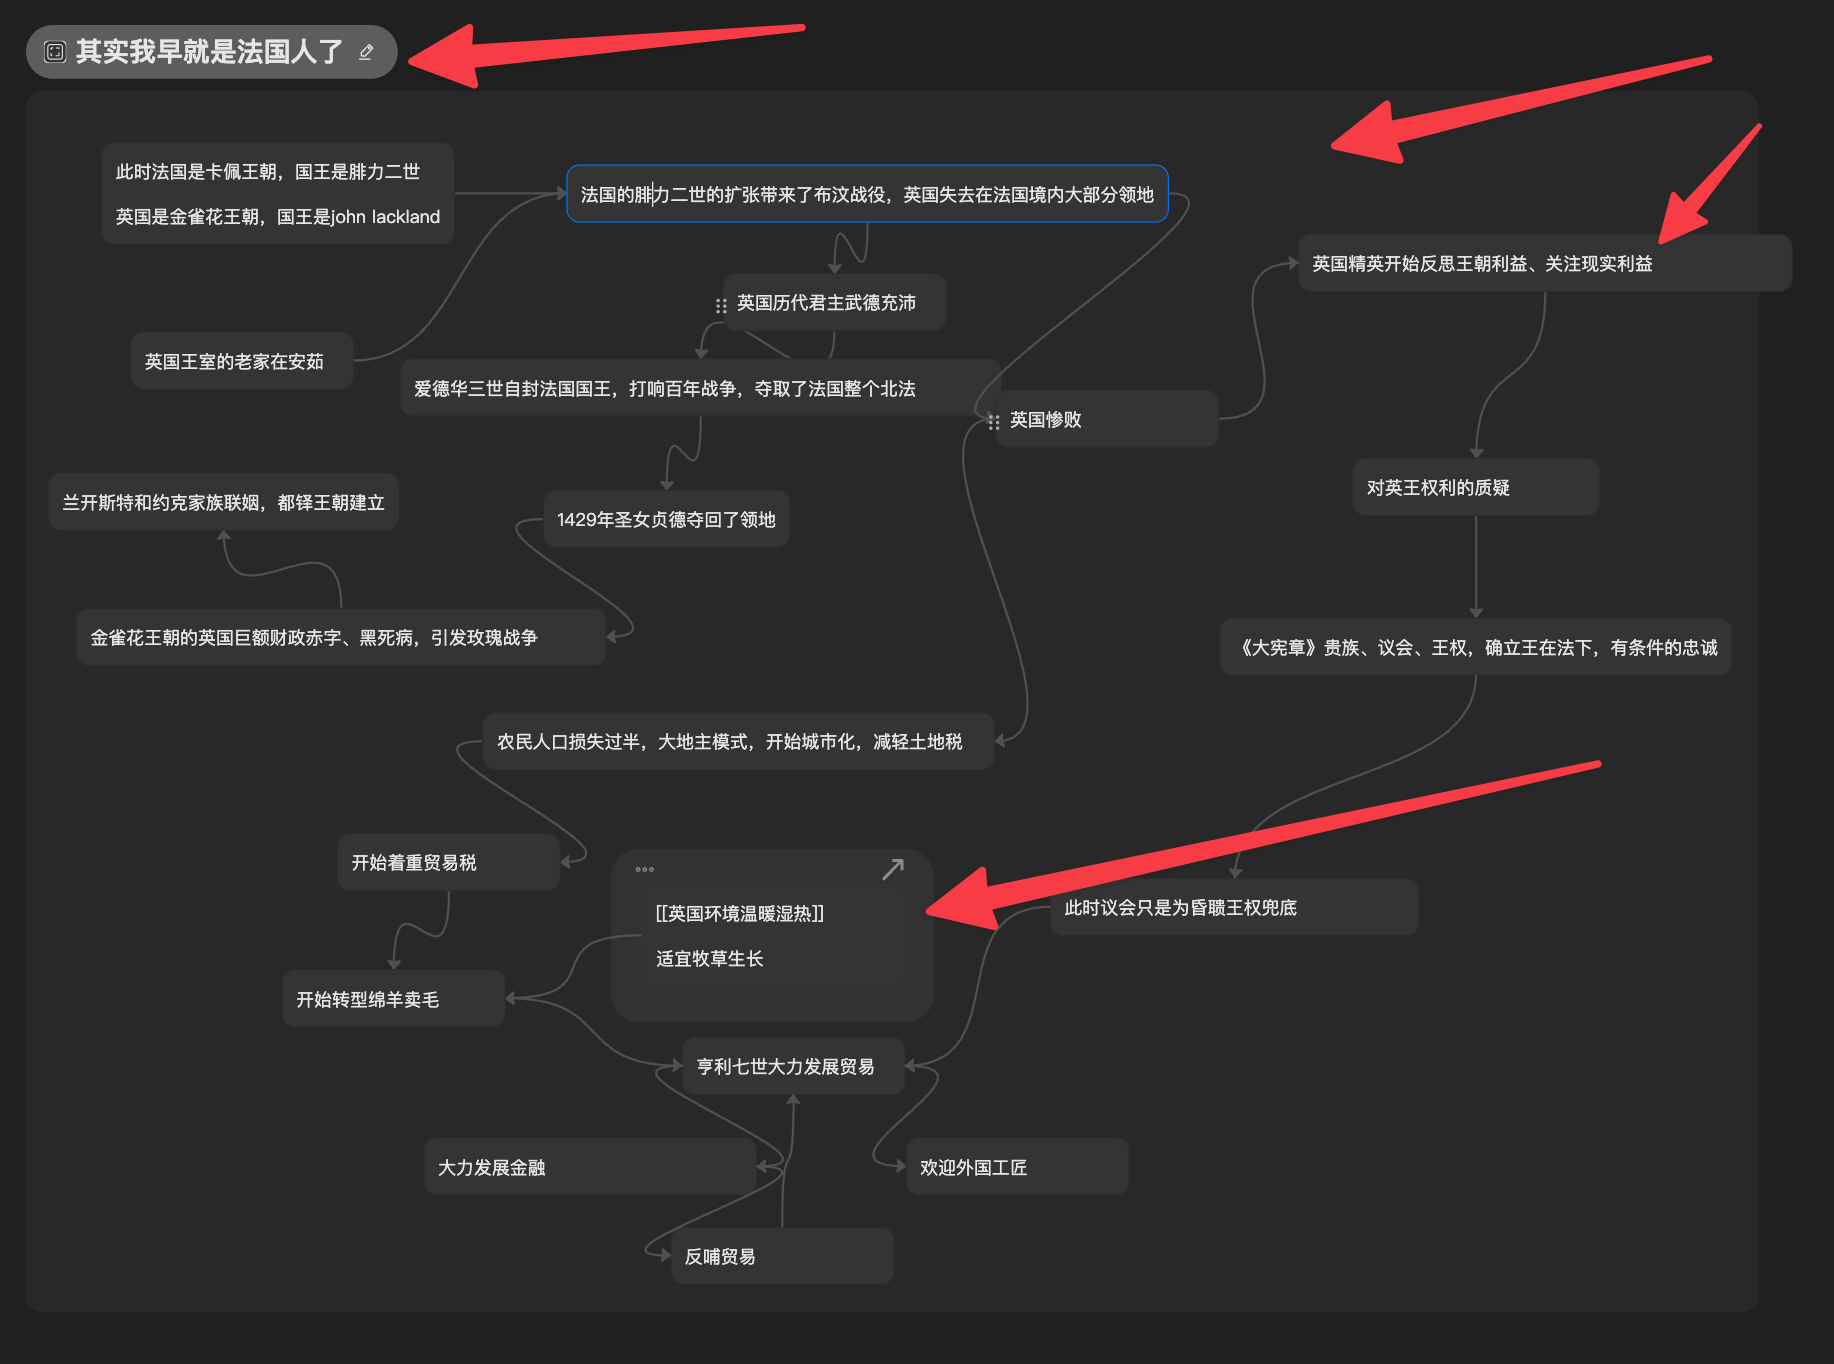 其实我早就是法国人了
此时法国是卡佩王朝，国王是腓力二世
英国是金雀花王朝，国王是john lackland
法国的腓力二世的扩张带来了布汶战役，英国失去在法国境内大部分领地
英国精英开始反思王朝利益、关注现实利益
英国历代君主武德充沛
英国王室的老家在安茹
爱德华三世自封法国国王，打响百年战争，夺取了法国整个北法
英国惨败
兰开斯特和约克家族联姻，都铎王朝建立
1429年圣女贞德夺回了领地
对英王权利的质疑
金雀花王朝的英国巨额财政赤字、黑死病，引发玫瑰战争
《大宪章》贵族、议会、王权，确立王在法下，有条件的忠诚
农民人口损失过半，大地主模式，开始城市化，减轻土地税
开始着重贸易税
[[英国环境温暖湿热]]
适宜牧草生长
此时议会只是为昏聩王权兜底
开始转型绵羊卖毛
亨利七世大力发展贸易
大力发展金融
欢迎外国工匠
反哺贸易